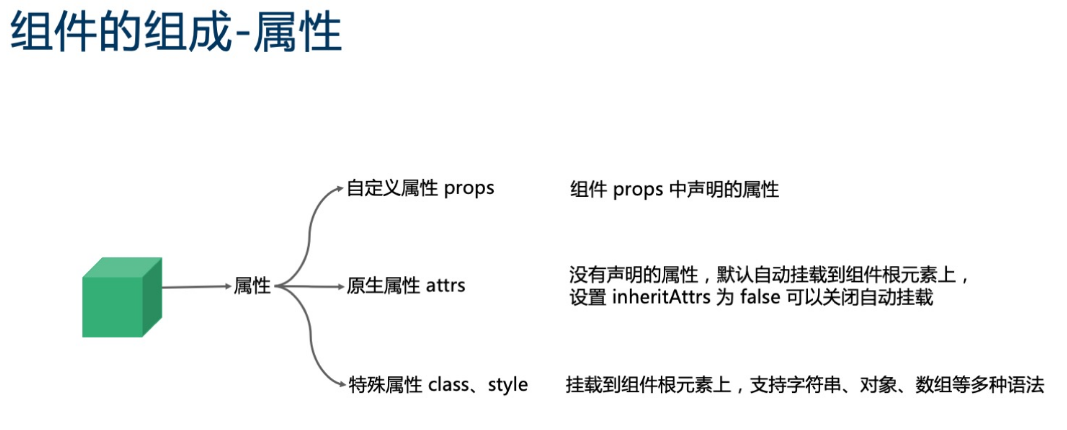 组件的组成-属性
自定义属性 props
组件 props 中声明的属性
属性
原生属性 attrs
没有声明的属性，默认自动挂载到组件根元素上，
设置 inheritAttrs 为 false 可以关闭自动挂载
特殊属性 class、style
挂载到组件根元素上，支持字符串、对象、数组等多种语法